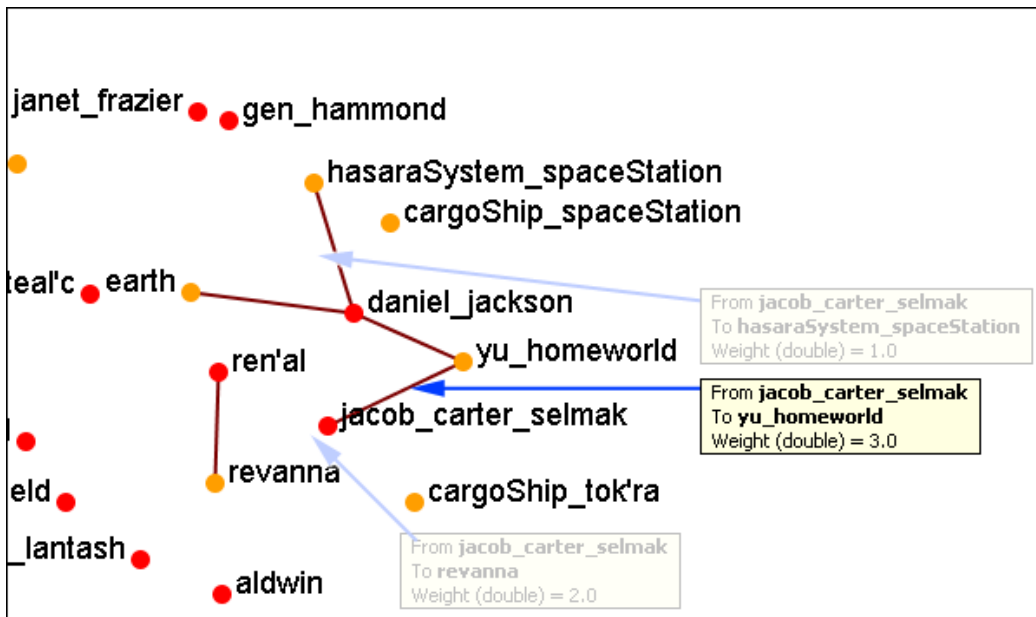 janet_frazier
gen_hammond
hasaraSystem_spaceStation
cargoShip_spaceStation
teal'c
earth
daniel_jackson
From jacob_carter_selmak
To hasaraSystem_spaceStation
Weight (double) = 1.0
ren'al
yu_homeworld
From jacob_carter_selmak
To yu_homeworld
Weight (double) = 3.0
jacob_carter_selmak
revanna
eld
cargoShip_tok'ra
_lantash
From jacob_carter_selmak
To revanna
Weight (double) = 2.0
aldwin